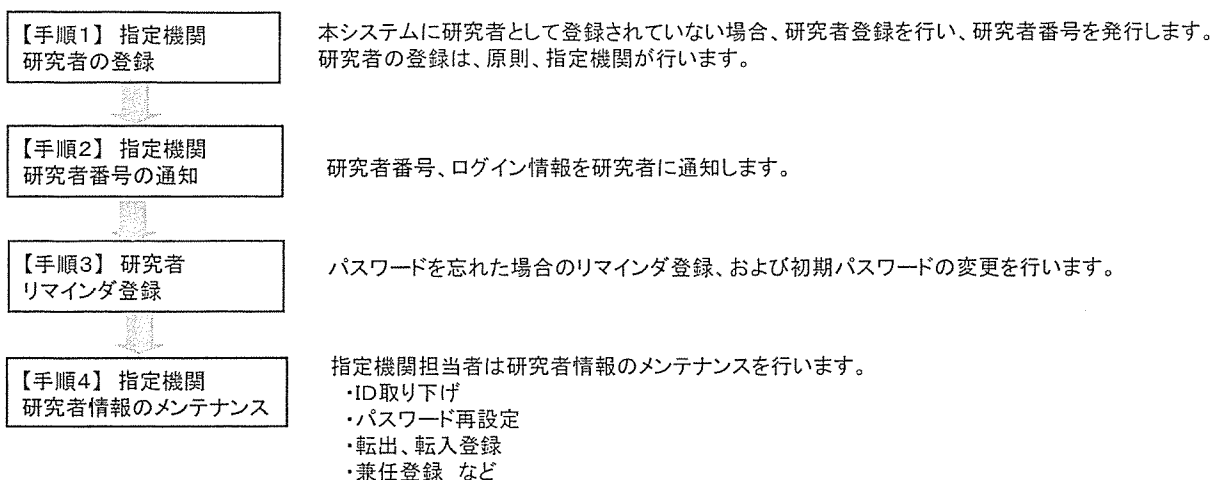 【手順1】 指定機関
研究者の登録
本システムに研究者として登録されていない場合、研究者登録を行い、研究者番号を発行します。
研究者の登録は、原則、指定機関が行います。
【手順2】 指定機関
研究者番号の通知
研究者番号、ログイン情報を研究者に通知します。
【手順3】 研究者
リマインダ登録
パスワードを忘れた場合のリマインダ登録、および初期パスワードの変更を行います。
【手順4】 指定機関
研究者情報のメンテナンス
指定機関担当者は研究者情報のメンテナンスを行います。
・ID取り下げ
・パスワード再設定
・転出、転入登録
・兼任登録 など